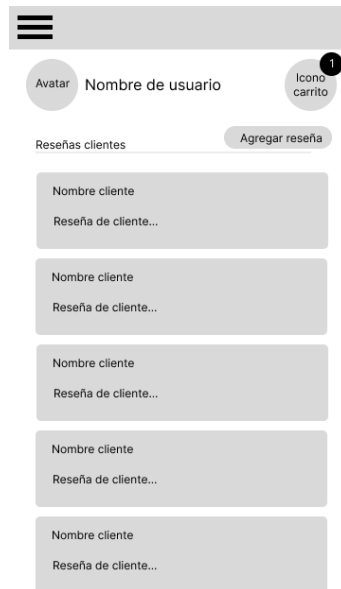 1
Avatar
Nombre de usuario
Icono
carrito
Reseñas clientes
Agregar reseña
Nombre cliente
Reseña de cliente...
Nombre cliente
Reseña de cliente...
Nombre cliente
Reseña de cliente...
Nombre cliente
Reseña de cliente...
Nombre cliente
Reseña de cliente...